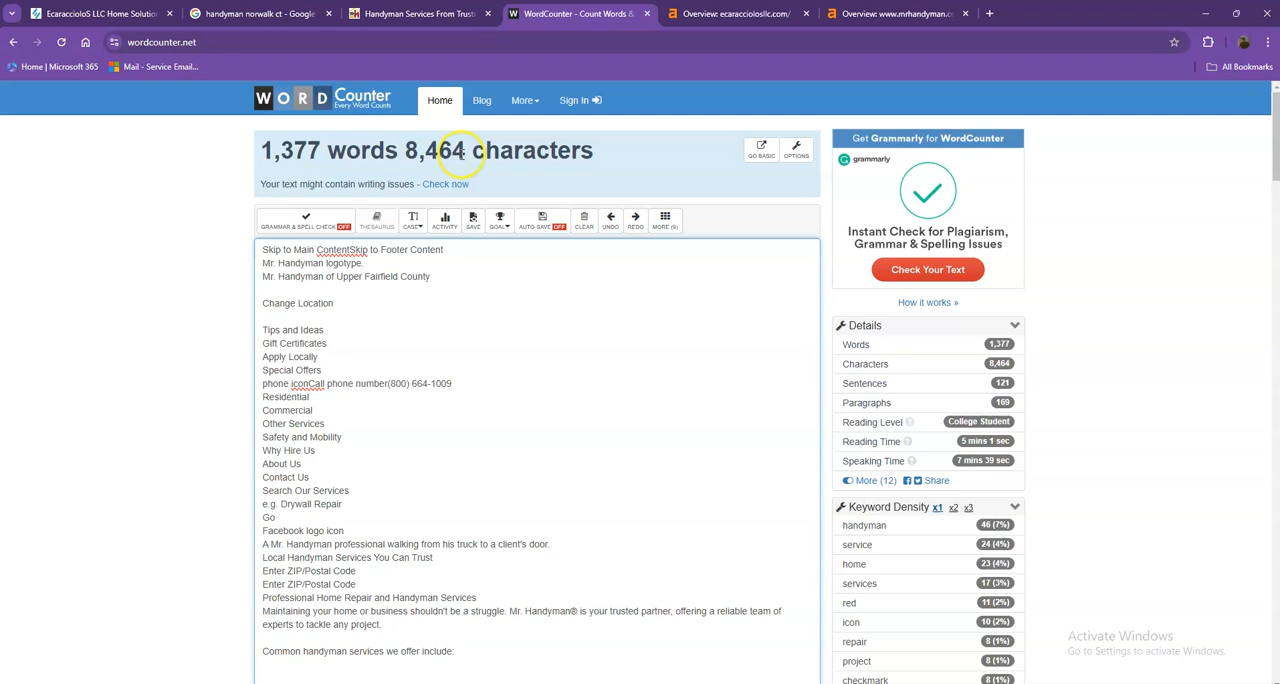 EcaraccioloS LLC Home Solution
handyman norwalk ct - Google
Handyman Services From Trust
WordCounter - Count Words &
Overview: ecaracciolosllc.com/
Overview: www.mrhandyman.c
wordcounter.net
Home | Microsoft 365
Mail - Service Email...
All Bookmarks
WORD Counter
Every Word Counts
Home
Blog
More
Sign In
1,377 words 8,464 characters
GO BASIC
OPTIONS
Your text might contain writing issues - Check now
GRAMMAR & SPELL CHECK OFF
THESAURUS
CASE
ACTIVITY
SAVE
GOAL
AUTO-SAVE OFF
CLEAR
UNDO
REDO
MORE (9)
Skip to Main ContentSkip to Footer Content
Mr. Handyman logotype.
Mr. Handyman of Upper Fairfield County
Change Location
Tips and Ideas
Gift Certificates
Apply Locally
Special Offers
phone iconCall phone number(800) 664-1009
Residential
Commercial
Other Services
Safety and Mobility
Why Hire Us
About Us
Contact Us
Search Our Services
e.g. Drywall Repair
Go
Facebook logo icon
A Mr. Handyman professional walking from his truck to a client's door.
Local Handyman Services You Can Trust
Enter ZIP/Postal Code
Enter ZIP/Postal Code
Professional Home Repair and Handyman Services
Maintaining your home or business shouldn't be a struggle. Mr. Handyman® is your trusted partner, offering a reliable team of
experts to tackle any project.
Common handyman services we offer include:
Get Grammarly for WordCounter
grammarly
Instant Check for Plagiarism,
Grammar & Spelling Issues
Check Your Text
How it works »
Details
Words 1,377
Characters 8,464
Sentences 121
Paragraphs 169
Reading Level College Student
Reading Time 5 mins 1 sec
Speaking Time 7 mins 39 sec
More (12) Share
Keyword Density x1 x2 x3
handyman 46 (7%)
service 24 (4%)
home 23 (4%)
services 17 (3%)
red 11 (2%)
icon 10 (2%)
repair 8 (1%)
project 8 (1%)
checkmark 8 (1%)
Activate Windows
Go to Settings to activate Windows.